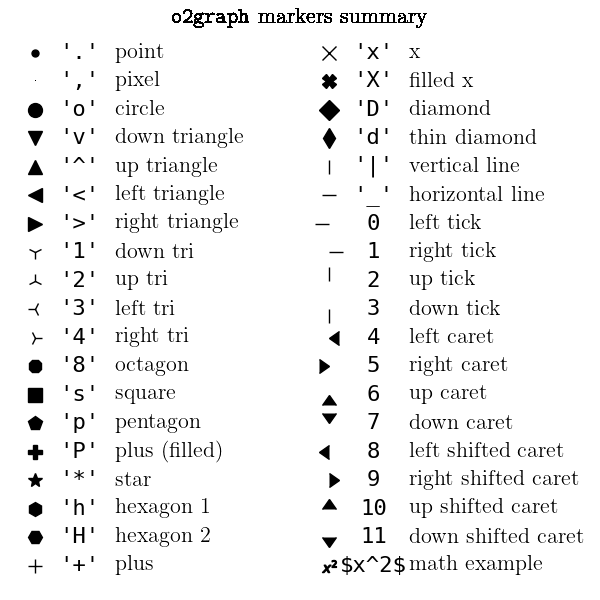 o2graph markers summary
'.' point
',' pixel
'o' circle
'v' down triangle
'^' up triangle
'<' left triangle
'>' right triangle
'1' down tri
'2' up tri
'3' left tri
'4' right tri
'8' octagon
's' square
'p' pentagon
'P' plus (filled)
'*' star
'h' hexagon 1
'H' hexagon 2
'+' plus
'x' x
'X' filled x
'D' diamond
'd' thin diamond
'|' vertical line
'_' horizontal line
0 left tick
1 right tick
2 up tick
3 down tick
4 left caret
5 right caret
6 up caret
7 down caret
8 left shifted caret
9 right shifted caret
10 up shifted caret
11 down shifted caret
x² $x^2$ math example